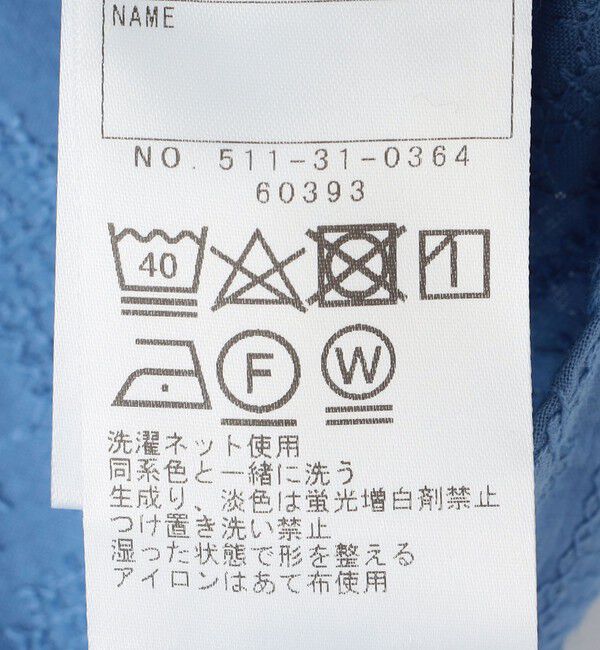 NAME
NO. 511-31-0364
60393
40
F W
洗濯ネット使用
同系色と一緒に洗う
生成り、淡色は蛍光増白剤禁止
つけ置き洗い禁止
湿った状態で形を整える
アイロンはあて布使用